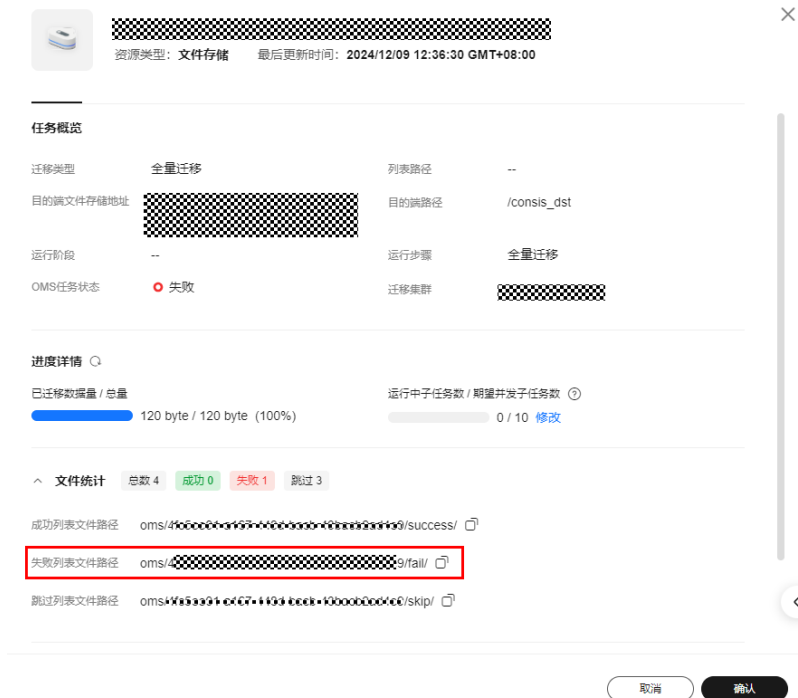 资源类型：文件存储 最后更新时间：2024/12/09 12:36:30 GMT+08:00
任务概览
迁移类型 全量迁移 列表路径 --
目的端文件存储地址 目的端路径 /consis_dst
运行阶段 -- 运行步骤 全量迁移
OMS任务状态 失败 迁移集群
进度详情
已迁移数据量 / 总量 运行中子任务数 / 期望并发子任务数 ?
120 byte / 120 byte (100%) 0 / 10 修改
文件统计 总数 4 成功 0 失败 1 跳过 3
成功列表文件路径 oms/ /success/
失败列表文件路径 oms/4 9/fail/
跳过列表文件路径 oms/ /skip/
取消 确认